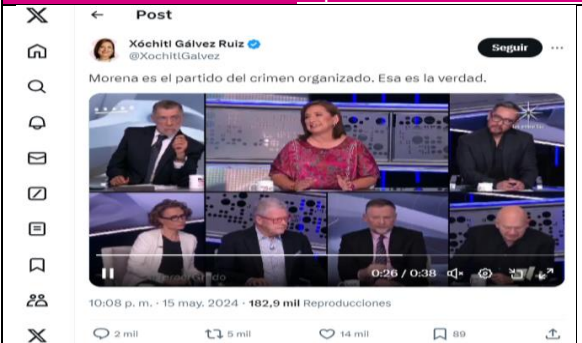 Post
Xóchitl Gálvez Ruiz
@XochitlGalvez
Seguir
Morena es el partido del crimen organizado. Esa es la verdad.
0:26 / 0:38
10:08 p. m. · 15 may. 2024 · 182,9 mil Reproducciones
2 mil
5 mil
14 mil
89